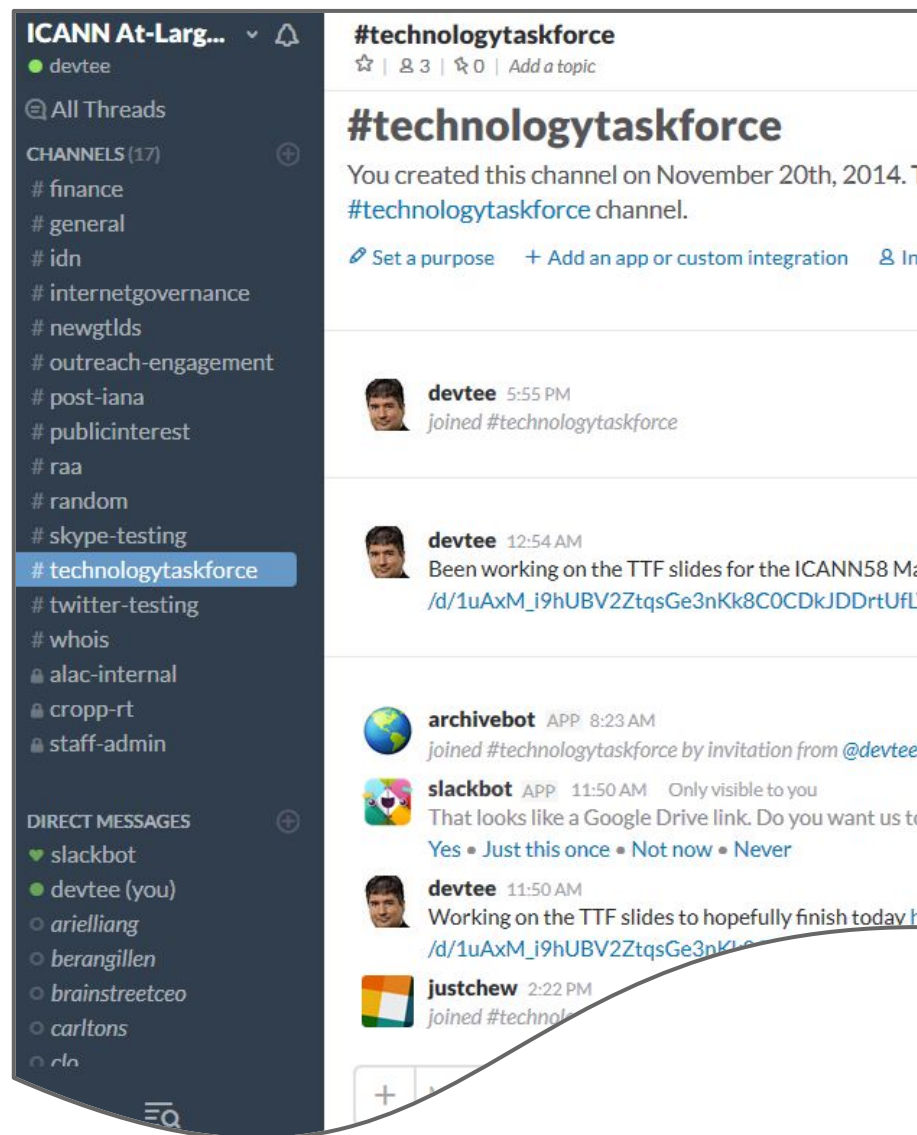 ICANN At-Larg...
devtee
All Threads
CHANNELS (17)
# finance
# general
# idn
# internetgovernance
# newgtlds
# outreach-engagement
# post-iana
# publicinterest
# raa
# random
# skype-testing
# technologytaskforce
# twitter-testing
# whois
alac-internal
cropp-rt
staff-admin
DIRECT MESSAGES
slackbot
devtee (you)
arielliang
berangillen
brainstreetceo
carltons
clo
#technologytaskforce
3 | 0 | Add a topic
#technologytaskforce
You created this channel on November 20th, 2014.
#technologytaskforce channel.
Set a purpose + Add an app or custom integration
devtee 5:55 PM
joined #technologytaskforce
devtee 12:54 AM
Been working on the TTF slides for the ICANN58
/d/1uAxM_i9hUBV2ZtqsGe3nKk8C0CDkJDDrtUfL
archivebot APP 8:23 AM
joined #technologytaskforce by invitation from @devtee
slackbot APP 11:50 AM Only visible to you
That looks like a Google Drive link. Do you want us to
Yes • Just this once • Not now • Never
devtee 11:50 AM
Working on the TTF slides to hopefully finish today
/d/1uAxM_i9hUBV2ZtqsGe3nK
justchew 2:22 PM
joined #techno